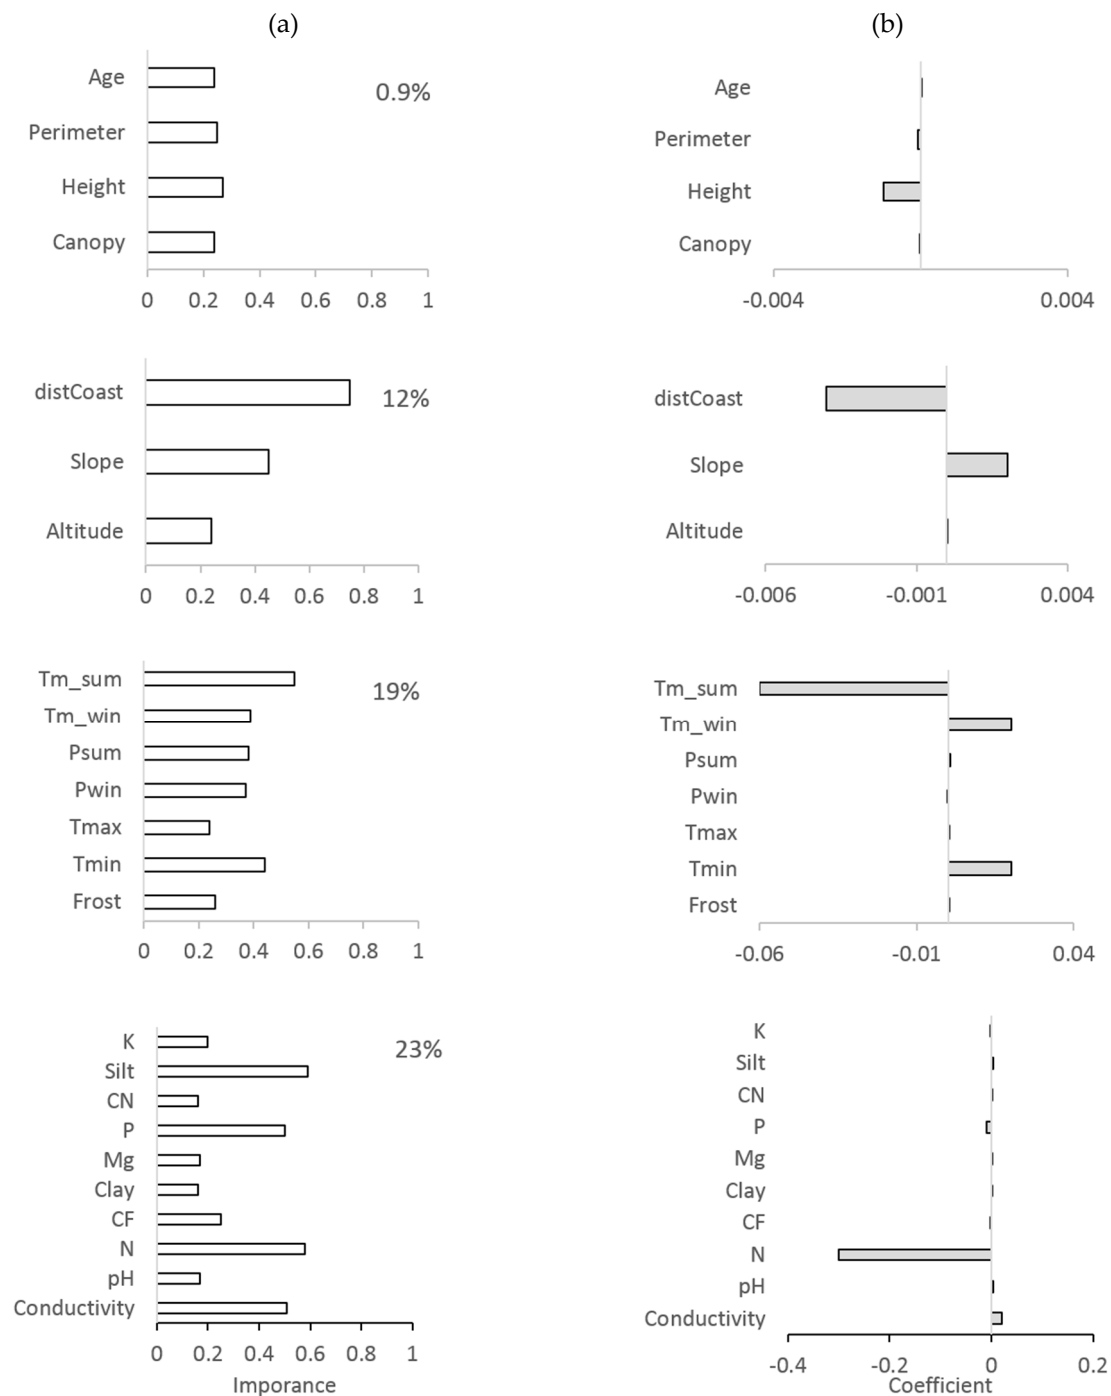 (a)
(b)
Age
Perimeter
Height
Canopy
0.9%
0 0.2 0.4 0.6 0.8 1
Age
Perimeter
Height
Canopy
-0.004 0.004
distCoast
Slope
Altitude
12%
0 0.2 0.4 0.6 0.8 1
distCoast
Slope
Altitude
-0.006 -0.001 0.004
Tm_sum
Tm_win
Psum
Pwin
Tmax
Tmin
Frost
19%
0 0.2 0.4 0.6 0.8 1
Tm_sum
Tm_win
Psum
Pwin
Tmax
Tmin
Frost
-0.06 -0.01 0.04
K
Silt
CN
P
Mg
Clay
CF
N
pH
Conductivity
23%
0 0.2 0.4 0.6 0.8 1
Imporance
K
Silt
CN
P
Mg
Clay
CF
N
pH
Conductivity
-0.4 -0.2 0 0.2
Coefficient